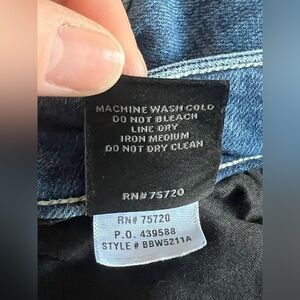 MACHINE WASH COLD
DO NOT BLEACH
LINE DRY
IRON MEDIUM
DO NOT DRY CLEAN
RN# 75720
RN# 75720
P.O. 439588
STYLE # BBW5211A